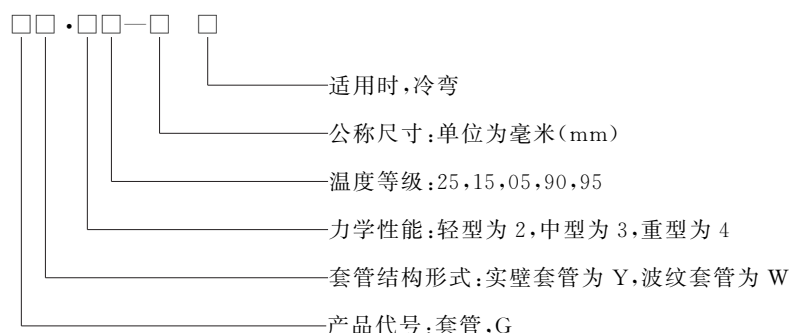 □□·□□—□ □
适用时,冷弯
公称尺寸:单位为毫米(mm)
温度等级:25,15,05,90,95
力学性能:轻型为 2,中型为 3,重型为 4
套管结构形式:实壁套管为 Y,波纹套管为 W
产品代号:套管,G